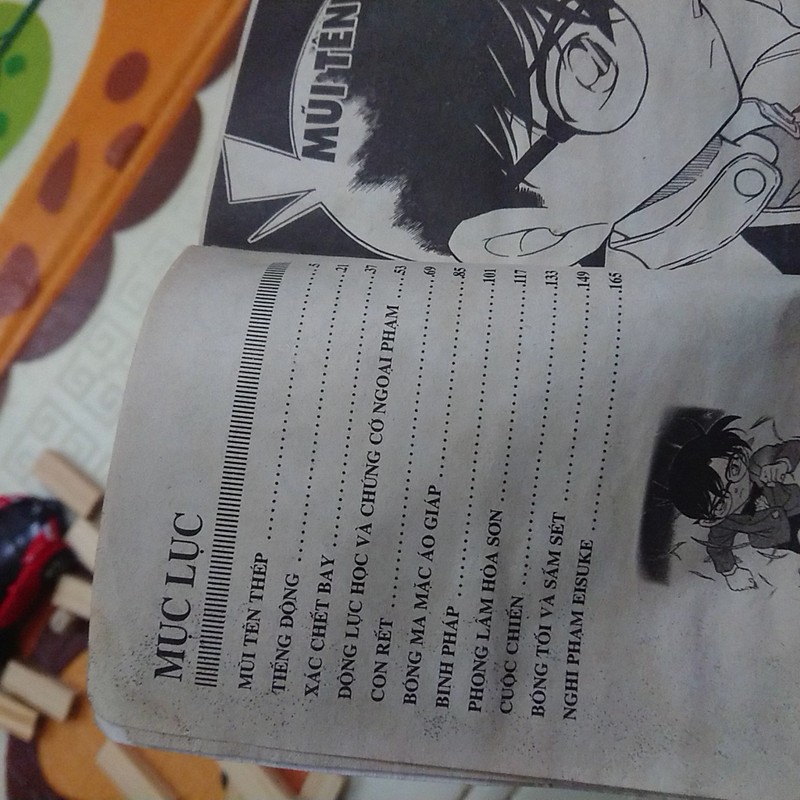 MỤC LỤC
MŨI TÊN THÉP ........ 5
TIẾNG ĐỘNG ........ 21
XÁC CHẾT BAY ........ 37
ĐỘNG LỰC HỌC VÀ CHỨNG CỚ NGOẠI PHẠM ..... 53
CON RẾT ........ 69
BÓNG MA MẶC ÁO GIÁP ........ 85
BINH PHÁP ........ 101
PHONG LÂM HỎA SƠN ........ 117
CUỘC CHIẾN ........ 133
BÓNG TỐI VÀ SẤM SÉT ........ 149
NGHI PHẠM EISUKE ........ 165
MŨI TÊN